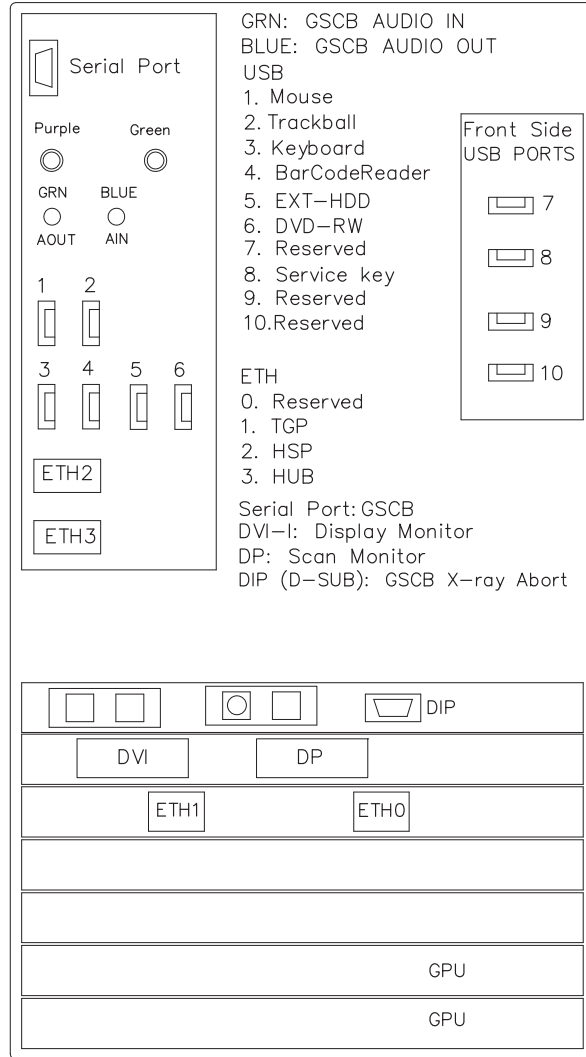 Serial Port
Purple Green
GRN BLUE
AOUT AIN
1 2
3 4 5 6
ETH2
ETH3
GRN: GSCB AUDIO IN
BLUE: GSCB AUDIO OUT
USB
1. Mouse
2. Trackball
3. Keyboard
4. BarCodeReader
5. EXT-HDD
6. DVD-RW
7. Reserved
8. Service key
9. Reserved
10.Reserved
ETH
0. Reserved
1. TGP
2. HSP
3. HUB
Serial Port: GSCB
DVI-I: Display Monitor
DP: Scan Monitor
DIP (D-SUB): GSCB X-ray Abort
Front Side
USB PORTS
7
8
9
10
DIP
DVI DP
ETH1 ETH0
GPU
GPU